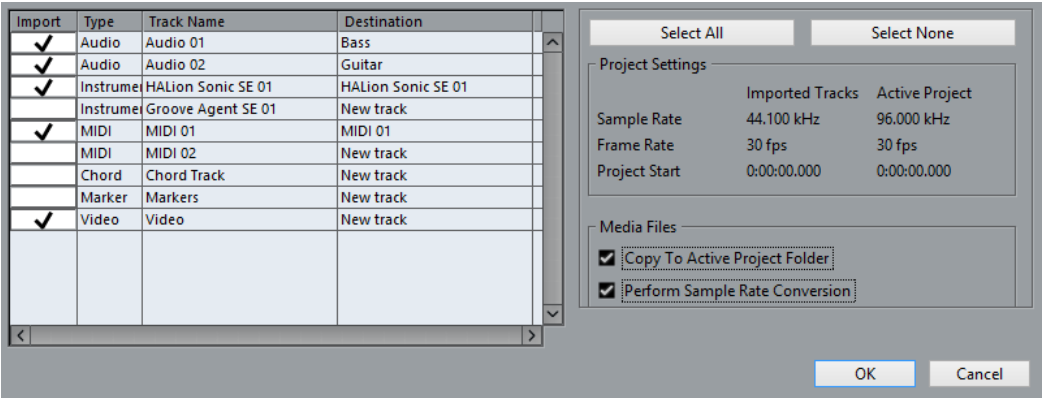 Import Type Track Name Destination
Audio Audio 01 Bass
Audio Audio 02 Guitar
Instrumei HALion Sonic SE 01 HALion Sonic SE 01
Instrumei Groove Agent SE 01 New track
MIDI MIDI 01 MIDI 01
MIDI MIDI 02 New track
Chord Chord Track New track
Marker Markers New track
Video Video New track
Select All Select None
Project Settings
Imported Tracks Active Project
Sample Rate 44.100 kHz 96.000 kHz
Frame Rate 30 fps 30 fps
Project Start 0:00:00.000 0:00:00.000
Media Files
Copy To Active Project Folder
Perform Sample Rate Conversion
OK Cancel